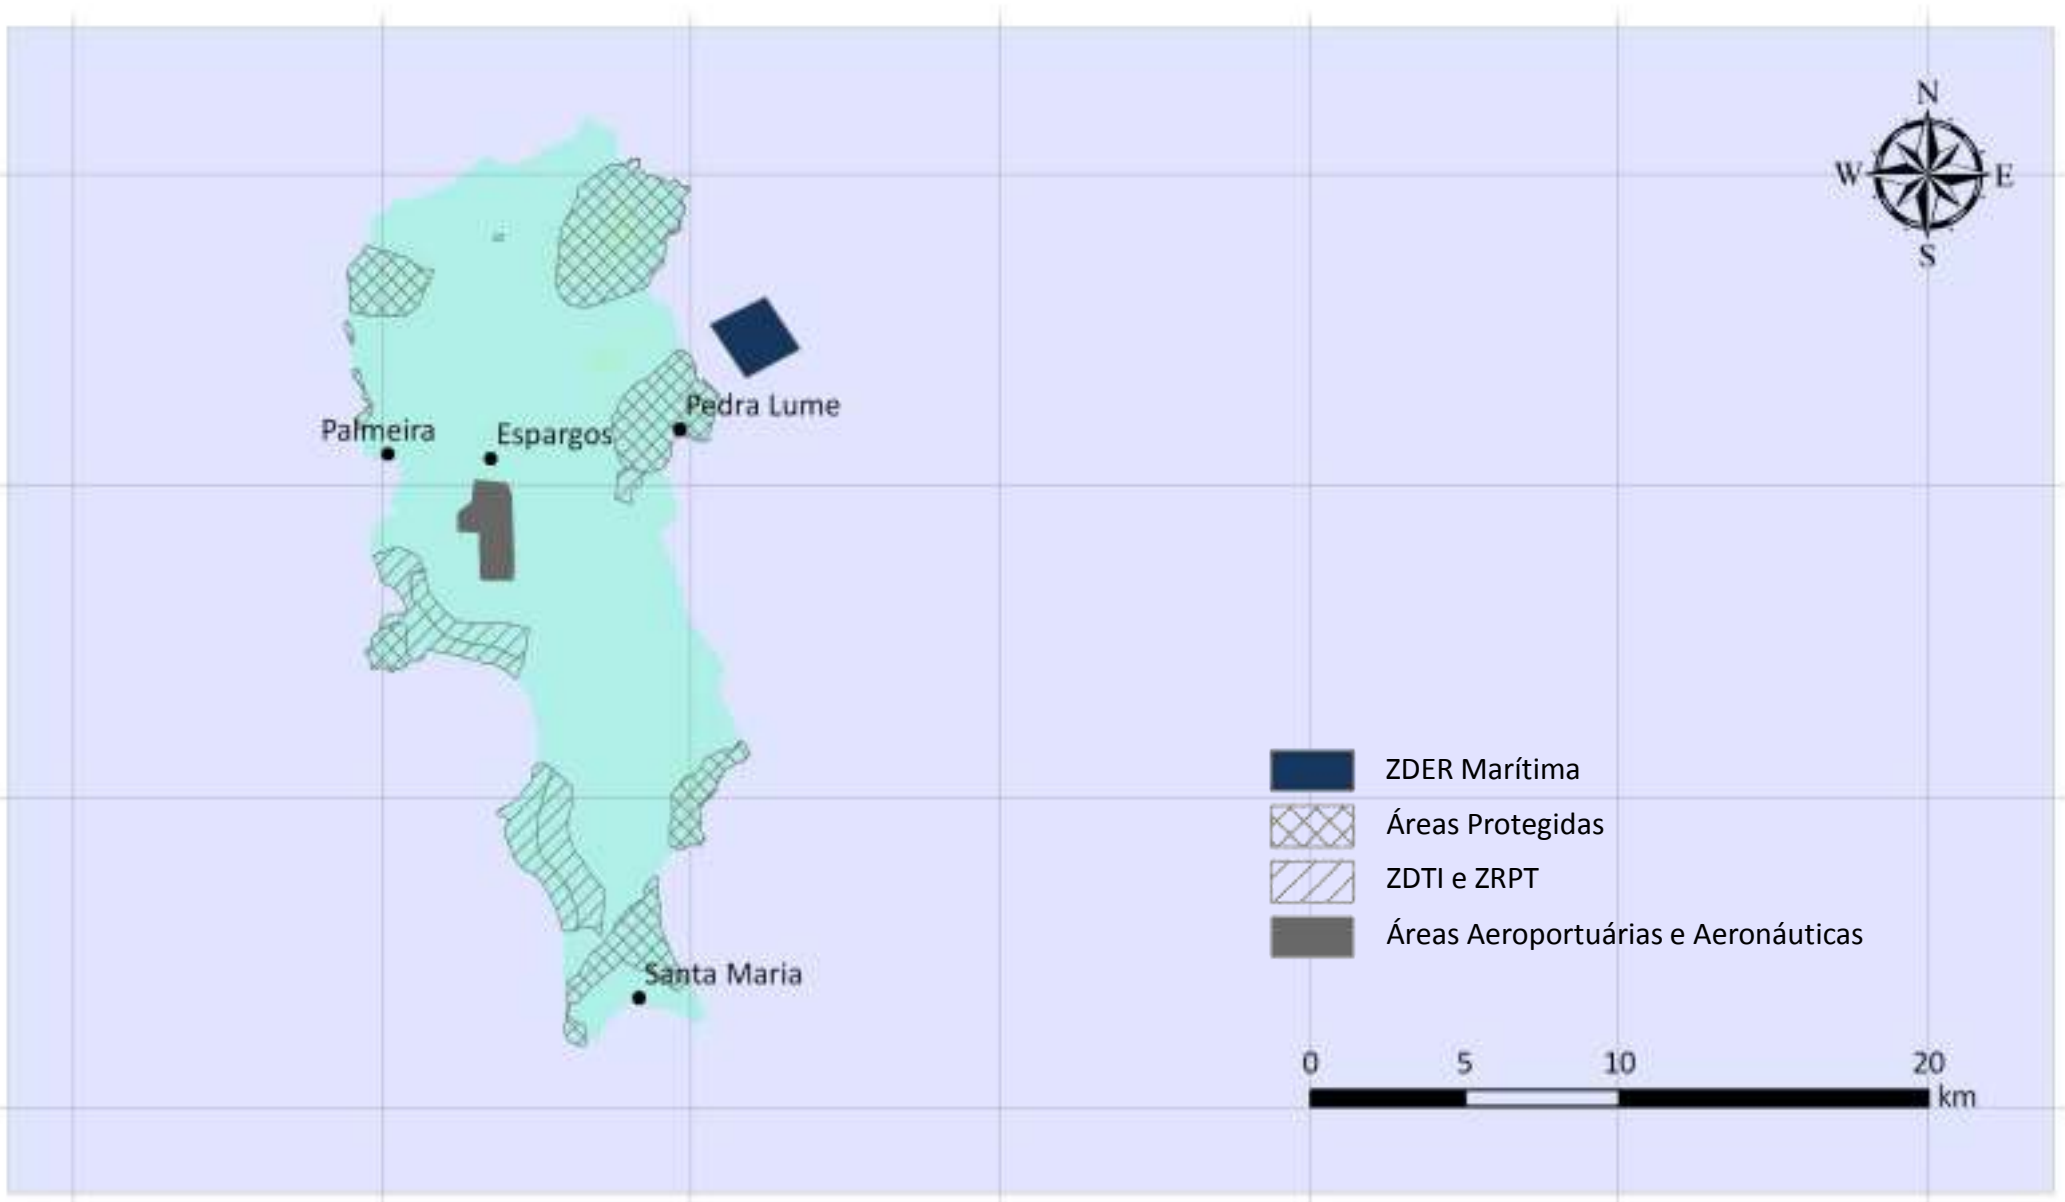 N
W E
S
Pedra Lume
Palmeira
Espargos
Santa Maria
ZDER Marítima
Áreas Protegidas
ZDTI e ZRPT
Áreas Aeroportuárias e Aeronáuticas
0 5 10 20
km